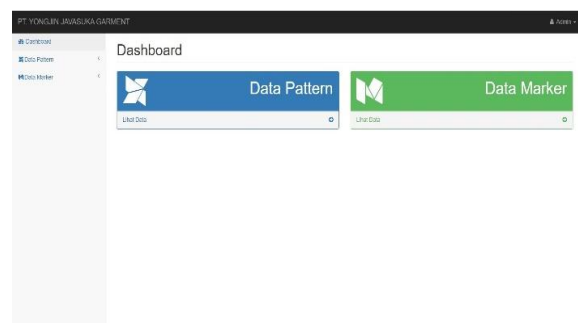 PT. YONGJIN JAVASUKA GARMENT
Admin
Dashboard
Data Pattern
Data Marker
Dashboard
Data Pattern
Lihat Data
Data Marker
Lihat Data